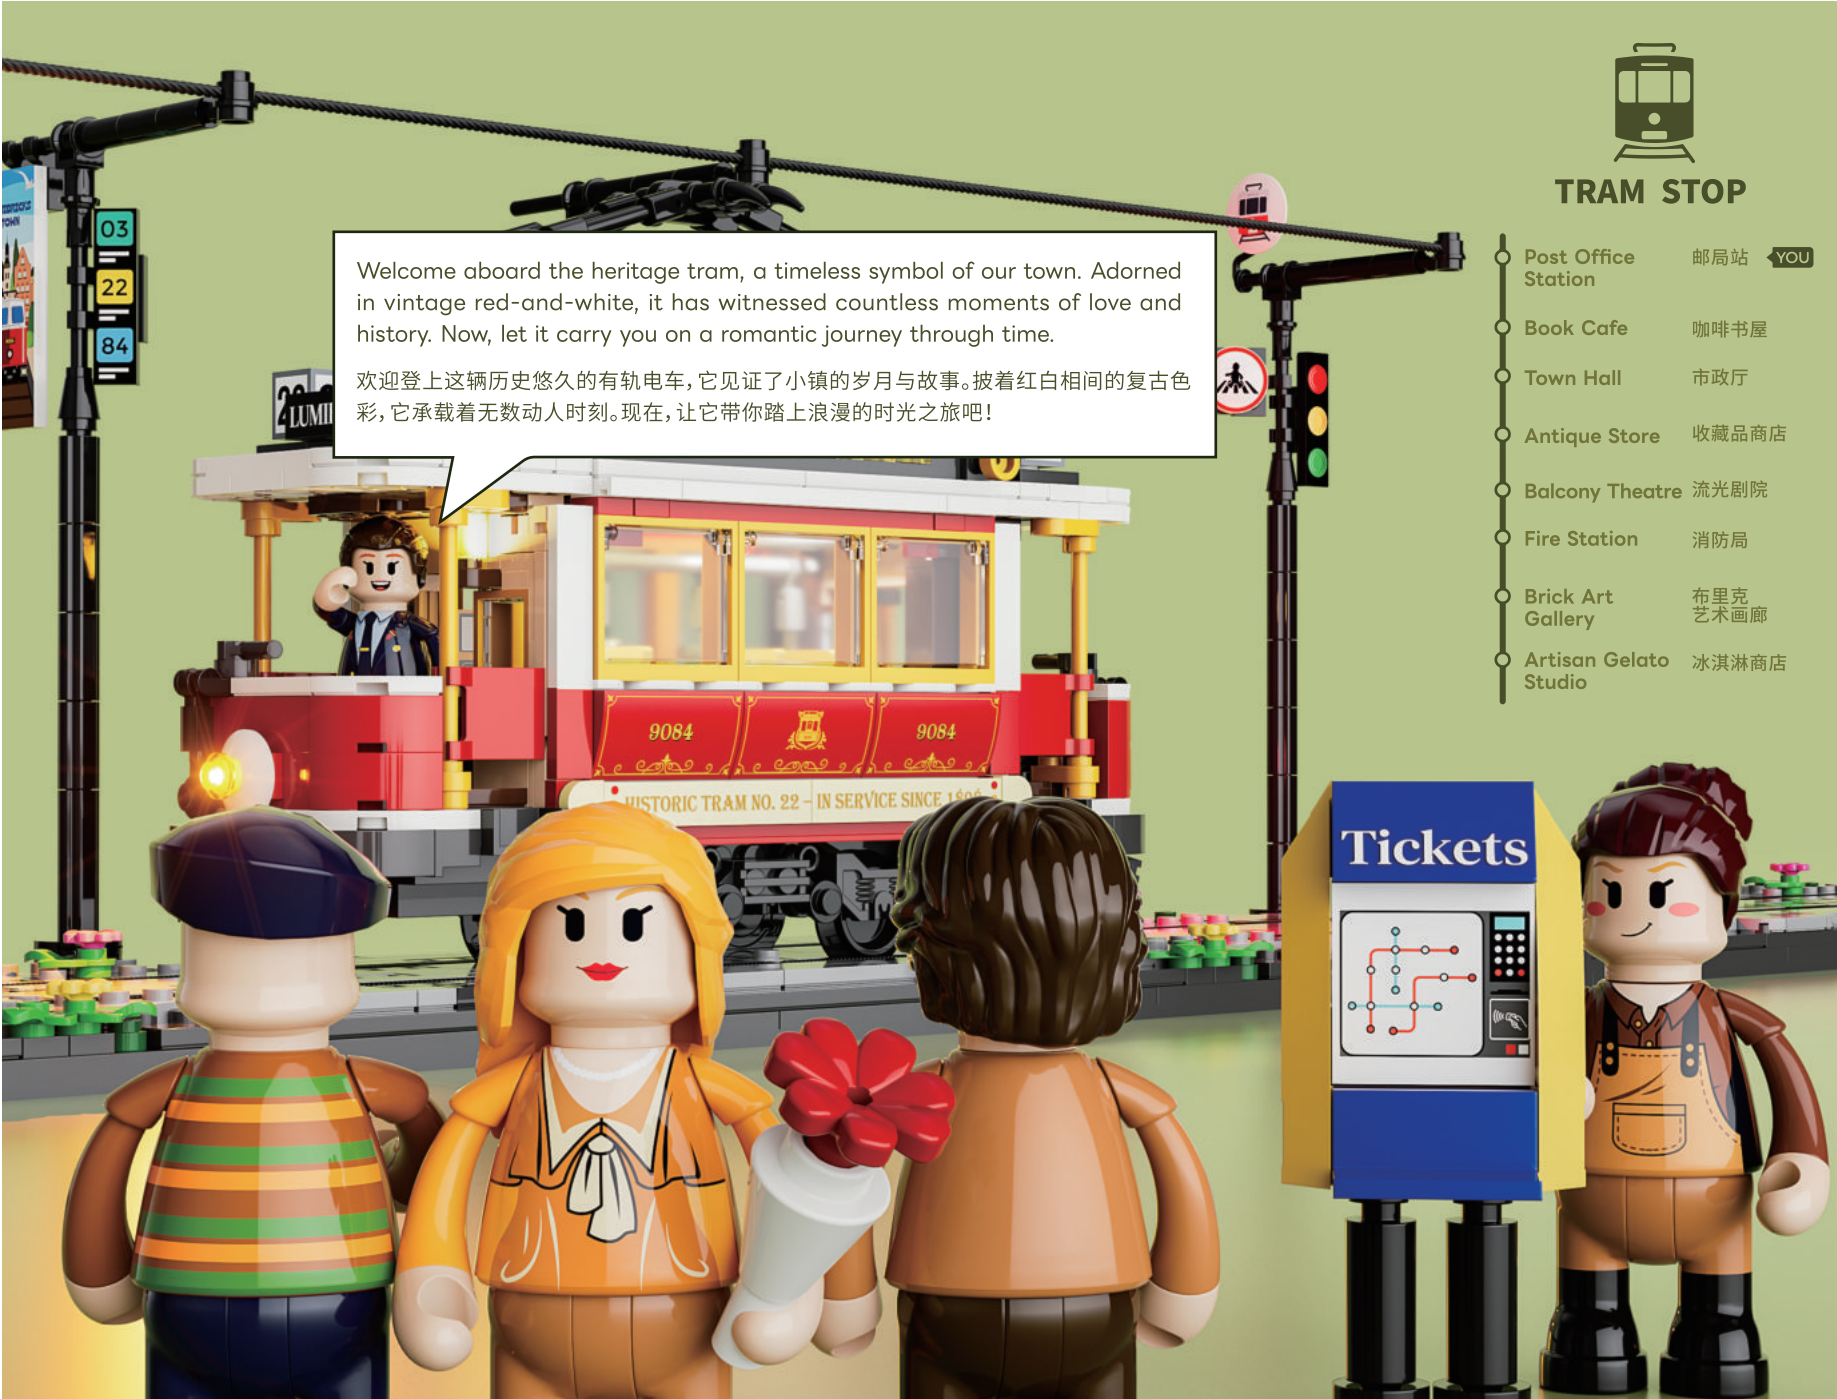 TRAM STOP
Post Office 邮局站 YOU
Station
Book Cafe 咖啡书屋
Town Hall 市政厅
Antique Store 收藏品商店
Balcony Theatre 流光剧院
Fire Station 消防局
Brick Art 布里克
Gallery 艺术画廊
Artisan Gelato 冰淇淋商店
Studio
TOWN
03
22
84
Welcome aboard the heritage tram, a timeless symbol of our town. Adorned
in vintage red-and-white, it has witnessed countless moments of love and
history. Now, let it carry you on a romantic journey through time.
欢迎登上这辆历史悠久的有轨电车，它见证了小镇的岁月与故事。披着红白相间的复古色
彩，它承载着无数动人时刻。现在，让它带你踏上浪漫的时光之旅吧！
LUMI
9084
9084
HISTORIC TRAM NO. 22 – IN SERVICE SINCE
Tickets